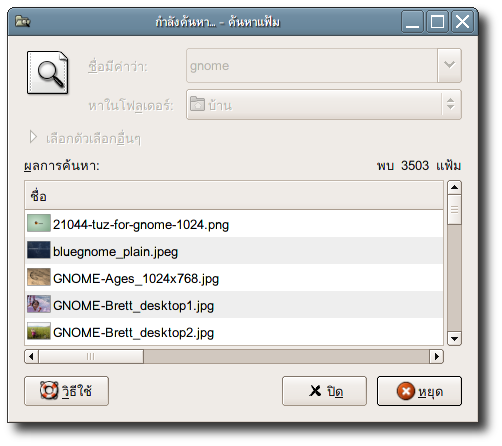 กำลังค้นหา... - ค้นหาแฟ้ม
ชื่อมีคำว่า: gnome
หาในโฟลเดอร์: บ้าน
เลือกตัวเลือกอื่นๆ
ผลการค้นหา: พบ 3503 แฟ้ม
ชื่อ
21044-tuz-for-gnome-1024.png
bluegnome_plain.jpeg
GNOME-Ages_1024x768.jpg
GNOME-Brett_desktop1.jpg
GNOME-Brett_desktop2.jpg
วิธีใช้ ปิด หยุด